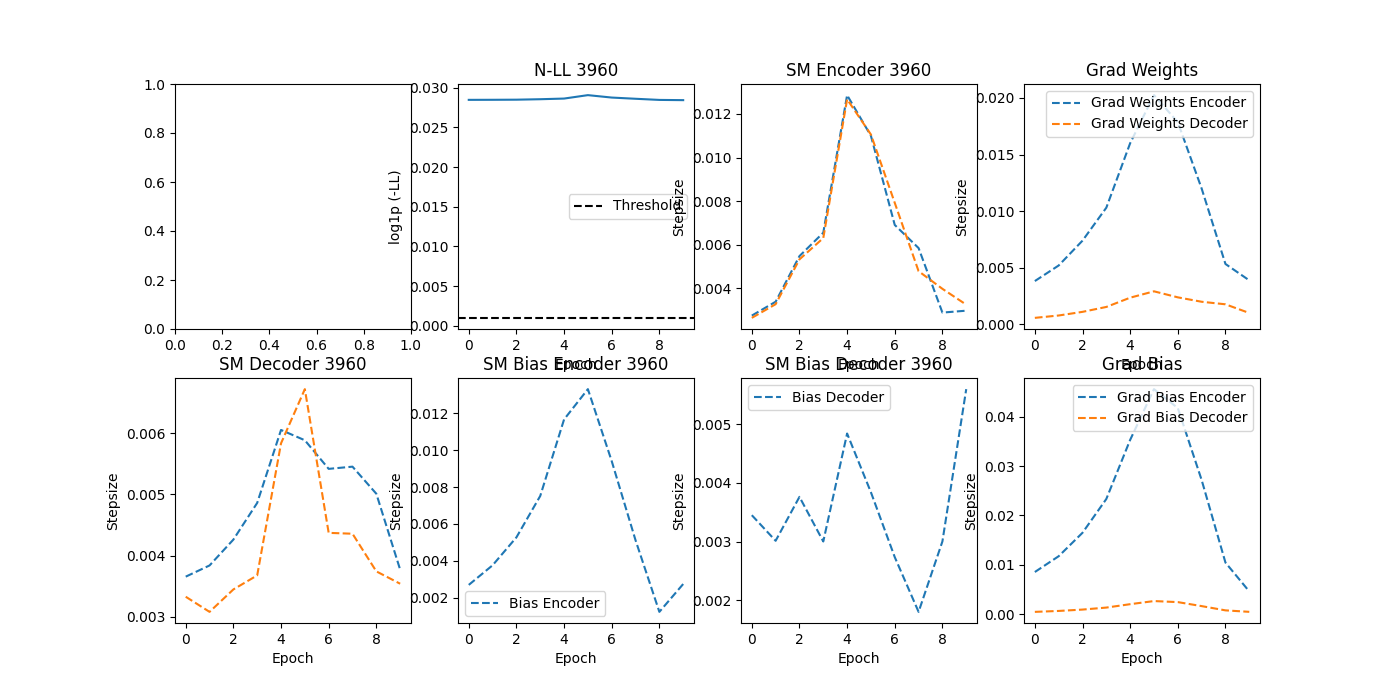 1.0
0.8
0.6
0.4
0.2
0.0
0.0 0.2 0.4 0.6 0.8 1.0
N-LL 3960
log1p (-LL)
0.030
0.025
0.020
0.015
0.010
0.005
0.000
Threshold
0 2 4 6 8
Epoch
SM Encoder 3960
Stepsize
0.012
0.010
0.008
0.006
0.004
0 2 4 6 8
Epoch
Grad Weights
Stepsize
0.020
0.015
0.010
0.005
0.000
Grad Weights Encoder
Grad Weights Decoder
0 2 4 6 8
Epoch
SM Decoder 3960
Stepsize
0.006
0.005
0.004
0.003
0 2 4 6 8
Epoch
SM Bias Encoder 3960
Stepsize
0.012
0.010
0.008
0.006
0.004
0.002
Bias Encoder
0 2 4 6 8
Epoch
SM Bias Decoder 3960
Stepsize
0.005
0.004
0.003
0.002
Bias Decoder
0 2 4 6 8
Epoch
Grad Bias
Stepsize
0.04
0.03
0.02
0.01
0.00
Grad Bias Encoder
Grad Bias Decoder
0 2 4 6 8
Epoch